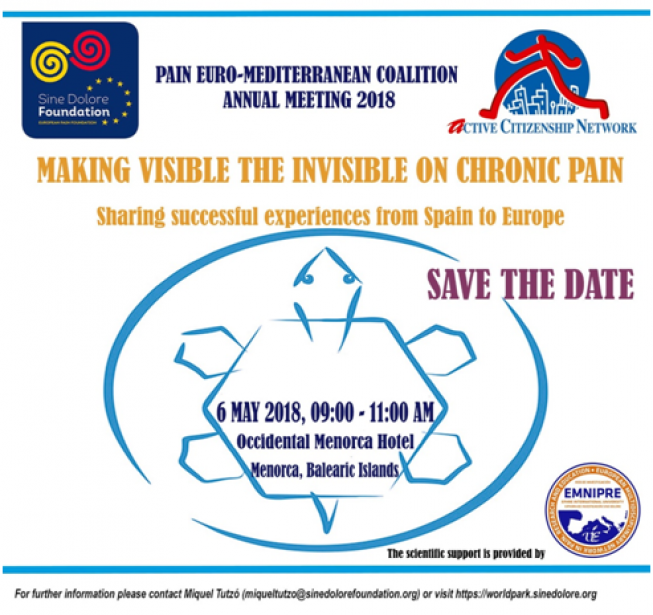 Sine Dolore
Foundation
EUROPEAN PAIN FOUNDATION
PAIN EURO-MEDITERRANEAN COALITION
ANNUAL MEETING 2018
ACTIVE CITIZENSHIP NETWORK
MAKING VISIBLE THE INVISIBLE ON CHRONIC PAIN
Sharing successful experiences from Spain to Europe
SAVE THE DATE
6 MAY 2018, 09:00 - 11:00 AM
Occidental Menorca Hotel
Menorca, Balearic Islands
EMNIPRE
The scientific support is provided by
For further information please contact Miquel Tutzó (miqueltutzo@sinedolorefoundation.org) or visit https://worldpark.sinedolore.org